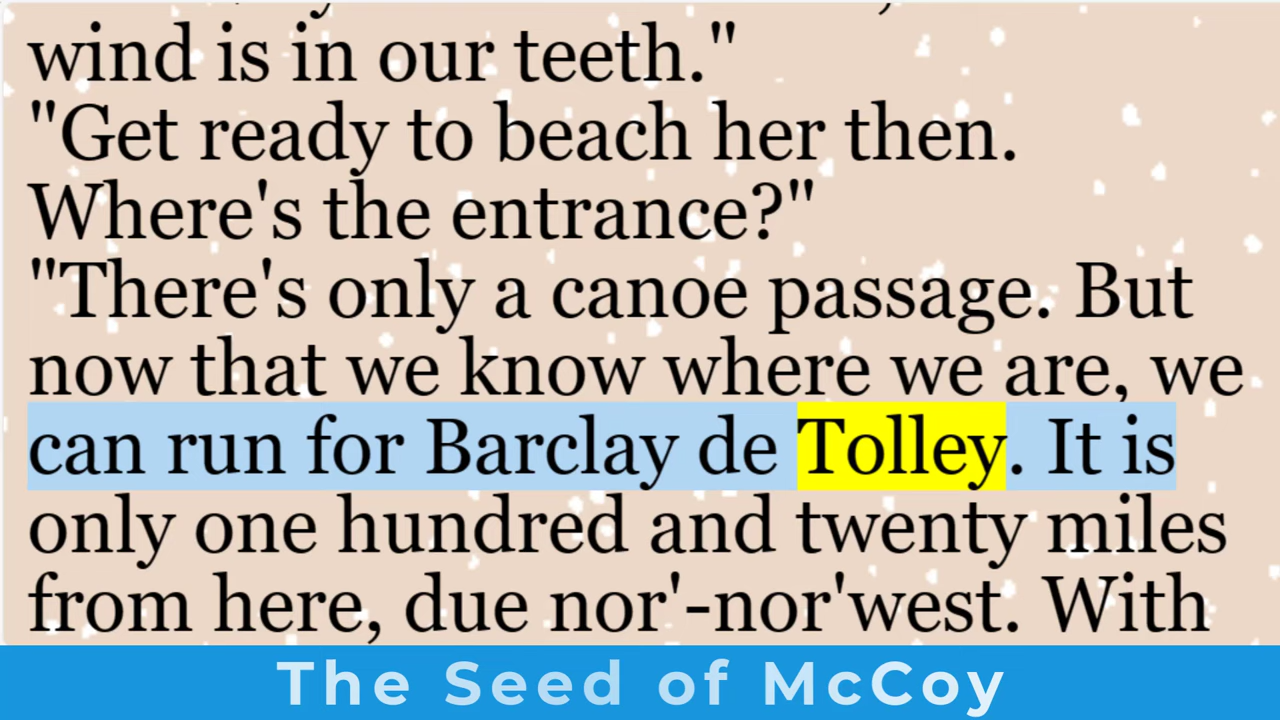 wind is in our teeth."
"Get ready to beach her then.
Where's the entrance?"
"There's only a canoe passage. But
now that we know where we are, we
can run for Barclay de Tolley. It is
only one hundred and twenty miles
from here, due nor'-nor'west. With
The Seed of McCoy